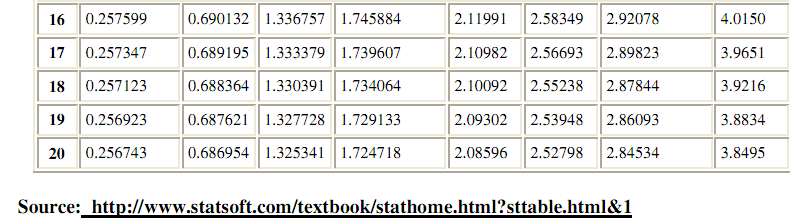 16 0.257599 0.690132 1.336757 1.745884 2.11991 2.58349 2.92078 4.0150
17 0.257347 0.689195 1.333379 1.739607 2.10982 2.56693 2.89823 3.9651
18 0.257123 0.688364 1.330391 1.734064 2.10092 2.55238 2.87844 3.9216
19 0.256923 0.687621 1.327728 1.729133 2.09302 2.53948 2.86093 3.8834
20 0.256743 0.686954 1.325341 1.724718 2.08596 2.52798 2.84534 3.8495
Source: http://www.statsoft.com/textbook/stathome.html?sttable.html&1